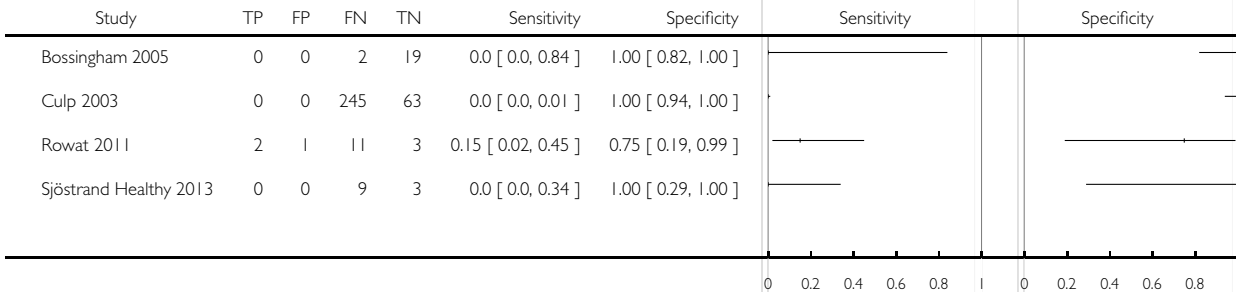 Study TP FP FN TN Sensitivity Specificity Sensitivity Specificity
Bossingham 2005 0 0 2 19 0.0 [ 0.0, 0.84 ] 1.00 [ 0.82, 1.00 ]
Culp 2003 0 0 245 63 0.0 [ 0.0, 0.01 ] 1.00 [ 0.94, 1.00 ]
Rowat 2011 2 1 11 3 0.15 [ 0.02, 0.45 ] 0.75 [ 0.19, 0.99 ]
Sjöstrand Healthy 2013 0 0 9 3 0.0 [ 0.0, 0.34 ] 1.00 [ 0.29, 1.00 ]
0 0.2 0.4 0.6 0.8 1 0 0.2 0.4 0.6 0.8